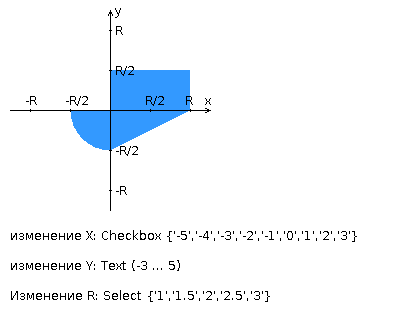 y
R
R/2
-R -R/2 R/2 R x
-R/2
-R
изменение X: Checkbox {'-5','-4','-3','-2','-1','0','1','2','3'}
изменение Y: Text (-3 ... 5)
Изменение R: Select {'1','1.5','2','2.5','3'}